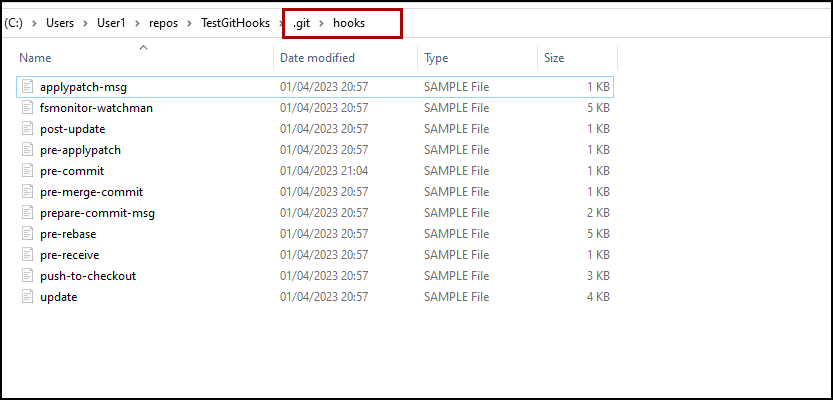 (C:) > Users > User1 > repos > TestGitHooks > .git > hooks
Name Date modified Type Size
applypatch-msg 01/04/2023 20:57 SAMPLE File 1 KB
fsmonitor-watchman 01/04/2023 20:57 SAMPLE File 5 KB
post-update 01/04/2023 20:57 SAMPLE File 1 KB
pre-applypatch 01/04/2023 20:57 SAMPLE File 1 KB
pre-commit 01/04/2023 21:04 SAMPLE File 1 KB
pre-merge-commit 01/04/2023 20:57 SAMPLE File 1 KB
prepare-commit-msg 01/04/2023 20:57 SAMPLE File 2 KB
pre-rebase 01/04/2023 20:57 SAMPLE File 5 KB
pre-receive 01/04/2023 20:57 SAMPLE File 1 KB
push-to-checkout 01/04/2023 20:57 SAMPLE File 3 KB
update 01/04/2023 20:57 SAMPLE File 4 KB